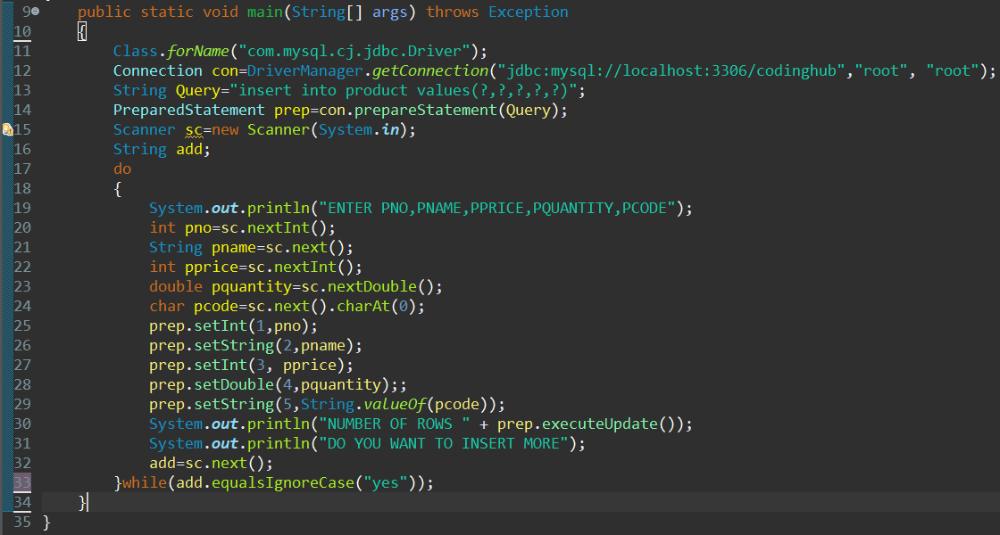 9 public static void main(String[] args) throws Exception
10 {
11 Class.forName("com.mysql.cj.jdbc.Driver");
12 Connection con=DriverManager.getConnection("jdbc:mysql://localhost:3306/codinghub","root", "root");
13 String Query="insert into product values(?,?,?,?,?)";
14 PreparedStatement prep=con.prepareStatement(Query);
15 Scanner sc=new Scanner(System.in);
16 String add;
17 do
18 {
19 System.out.println("ENTER PNO,PNAME,PPRICE,PQUANTITY,PCODE");
20 int pno=sc.nextInt();
21 String pname=sc.next();
22 int pprice=sc.nextInt();
23 double pquantity=sc.nextDouble();
24 char pcode=sc.next().charAt(0);
25 prep.setInt(1,pno);
26 prep.setString(2,pname);
27 prep.setInt(3, pprice);
28 prep.setDouble(4,pquantity);;
29 prep.setString(5,String.valueOf(pcode));
30 System.out.println("NUMBER OF ROWS " + prep.executeUpdate());
31 System.out.println("DO YOU WANT TO INSERT MORE");
32 add=sc.next();
33 }while(add.equalsIgnoreCase("yes"));
34 }
35 }